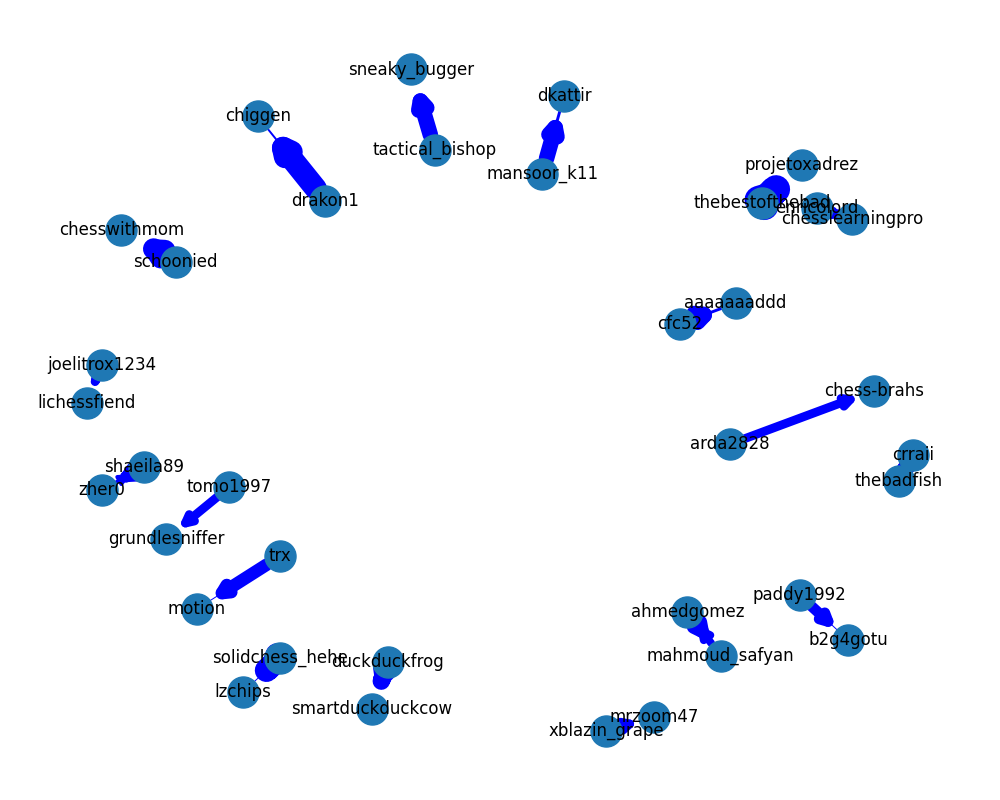 sneaky_bugger
dkattir
chiggen
tactical_bishop
projetoxadrez
mansoor_k11
drakon1
thebestofthebad
enricolord
chesslearningpro
chesswithmom
schoonied
aaaaaaaddd
cfc52
joelitrox1234
chess-brahs
lichessfiend
arda2828
crraii
shaeila89
thebadfish
zher0
tomo1997
grundlesniffer
trx
paddy1992
motion
ahmedgomez
b2g4gotu
solidchess_hehe
duckduckfrog
mahmoud_safyan
lzchips
smartduckduckcow
mrzoom47
xblazin_grape